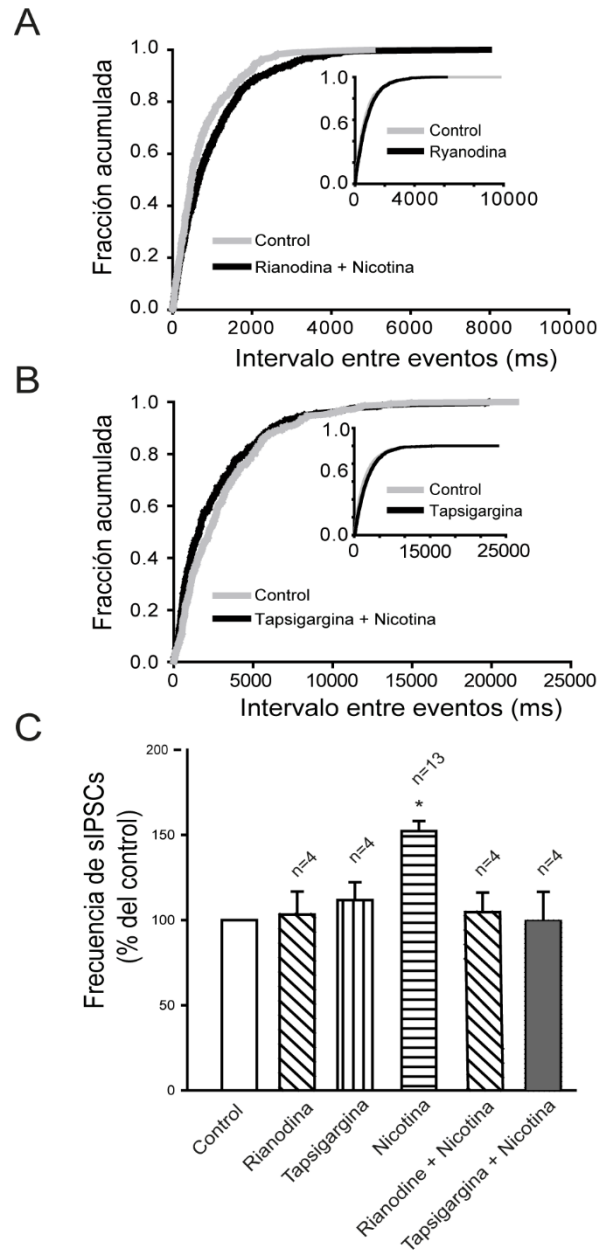 A
Fracción acumulada
1.0
0.8
0.6
0.4
0.2
0.0
1.0
0.6
0.0
Control
Ryanodina
0 4000 10000
Control
Rianodina + Nicotina
0 2000 4000 6000 8000 10000
Intervalo entre eventos (ms)
B
Fracción acumulada
1.0
0.8
0.6
0.4
0.2
0.0
1.0
0.6
0.0
Control
Tapsigargina
0 15000 25000
Control
Tapsigargina + Nicotina
0 5000 10000 15000 20000 25000
Intervalo entre eventos (ms)
C
Frecuencia de sIPSCs
(% del control)
200
150
100
50
0
n=4
n=4
n=13
*
n=4
n=4
Control
Rianodina
Tapsigargina
Nicotina
Rianodine + Nicotina
Tapsigargina + Nicotina